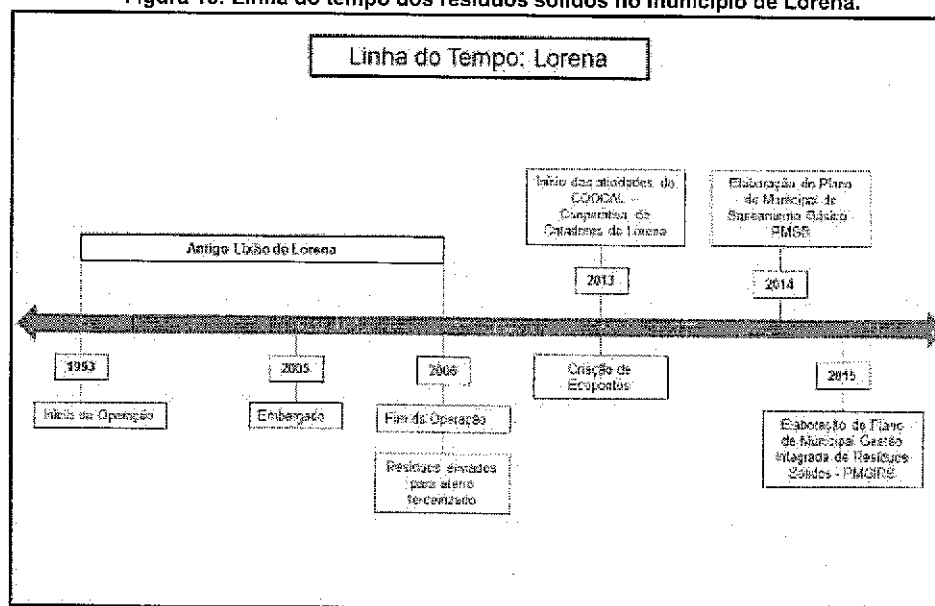 Figura 10: Linha do tempo dos resíduos sólidos no município de Lorena.
Linha do Tempo: Lorena
Início das atividades do
COOCAL –
Cooperativa de
Catadores de Lorena
Elaboração do Plano
de Municipal de
Saneamento Básico -
PMSB
Antigo Lixão de Lorena
2013
2014
1993
2005
2006
Criação de
Ecopontos
2015
Início da Operação
Embargado
Fim da Operação
Elaboração do Plano
de Municipal Gestão
Integrada de Resíduos
Sólidos - PMGIRS
Resíduos enviados
para aterro
terceirizado